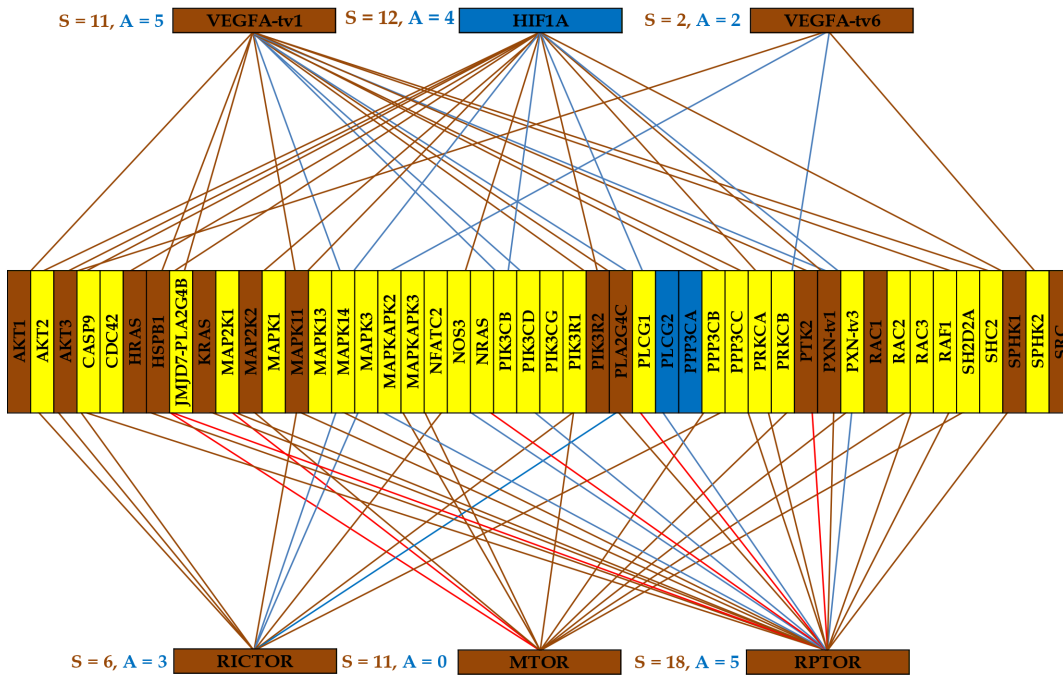 S = 11, A = 5 VEGFA-tv1 S = 12, A = 4 HIF1A S = 2, A = 2 VEGFA-tv6
AKT1
AKT2
AKT3
CASP9
CDC42
HRAS
HSPB1
JMJD7-PLA2G4B
KRAS
MAP2K1
MAP2K2
MAPK1
MAPK11
MAPK13
MAPK14
MAPK3
MAPKAPK2
MAPKAPK3
NFATC2
NOS3
NRAS
PIK3CB
PIK3CD
PIK3CG
PIK3R1
PIK3R2
PLA2G4C
PLCG1
PLCG2
PPP3CA
PPP3CB
PPP3CC
PRKCA
PRKCB
PTK2
PXN-tv1
PXN-tv3
RAC1
RAC2
RAC3
RAF1
SH2D2A
SHC2
SPHK1
SPHK2
S = 6, A = 3 RICTOR S = 11, A = 0 MTOR S = 18, A = 5 RPTOR